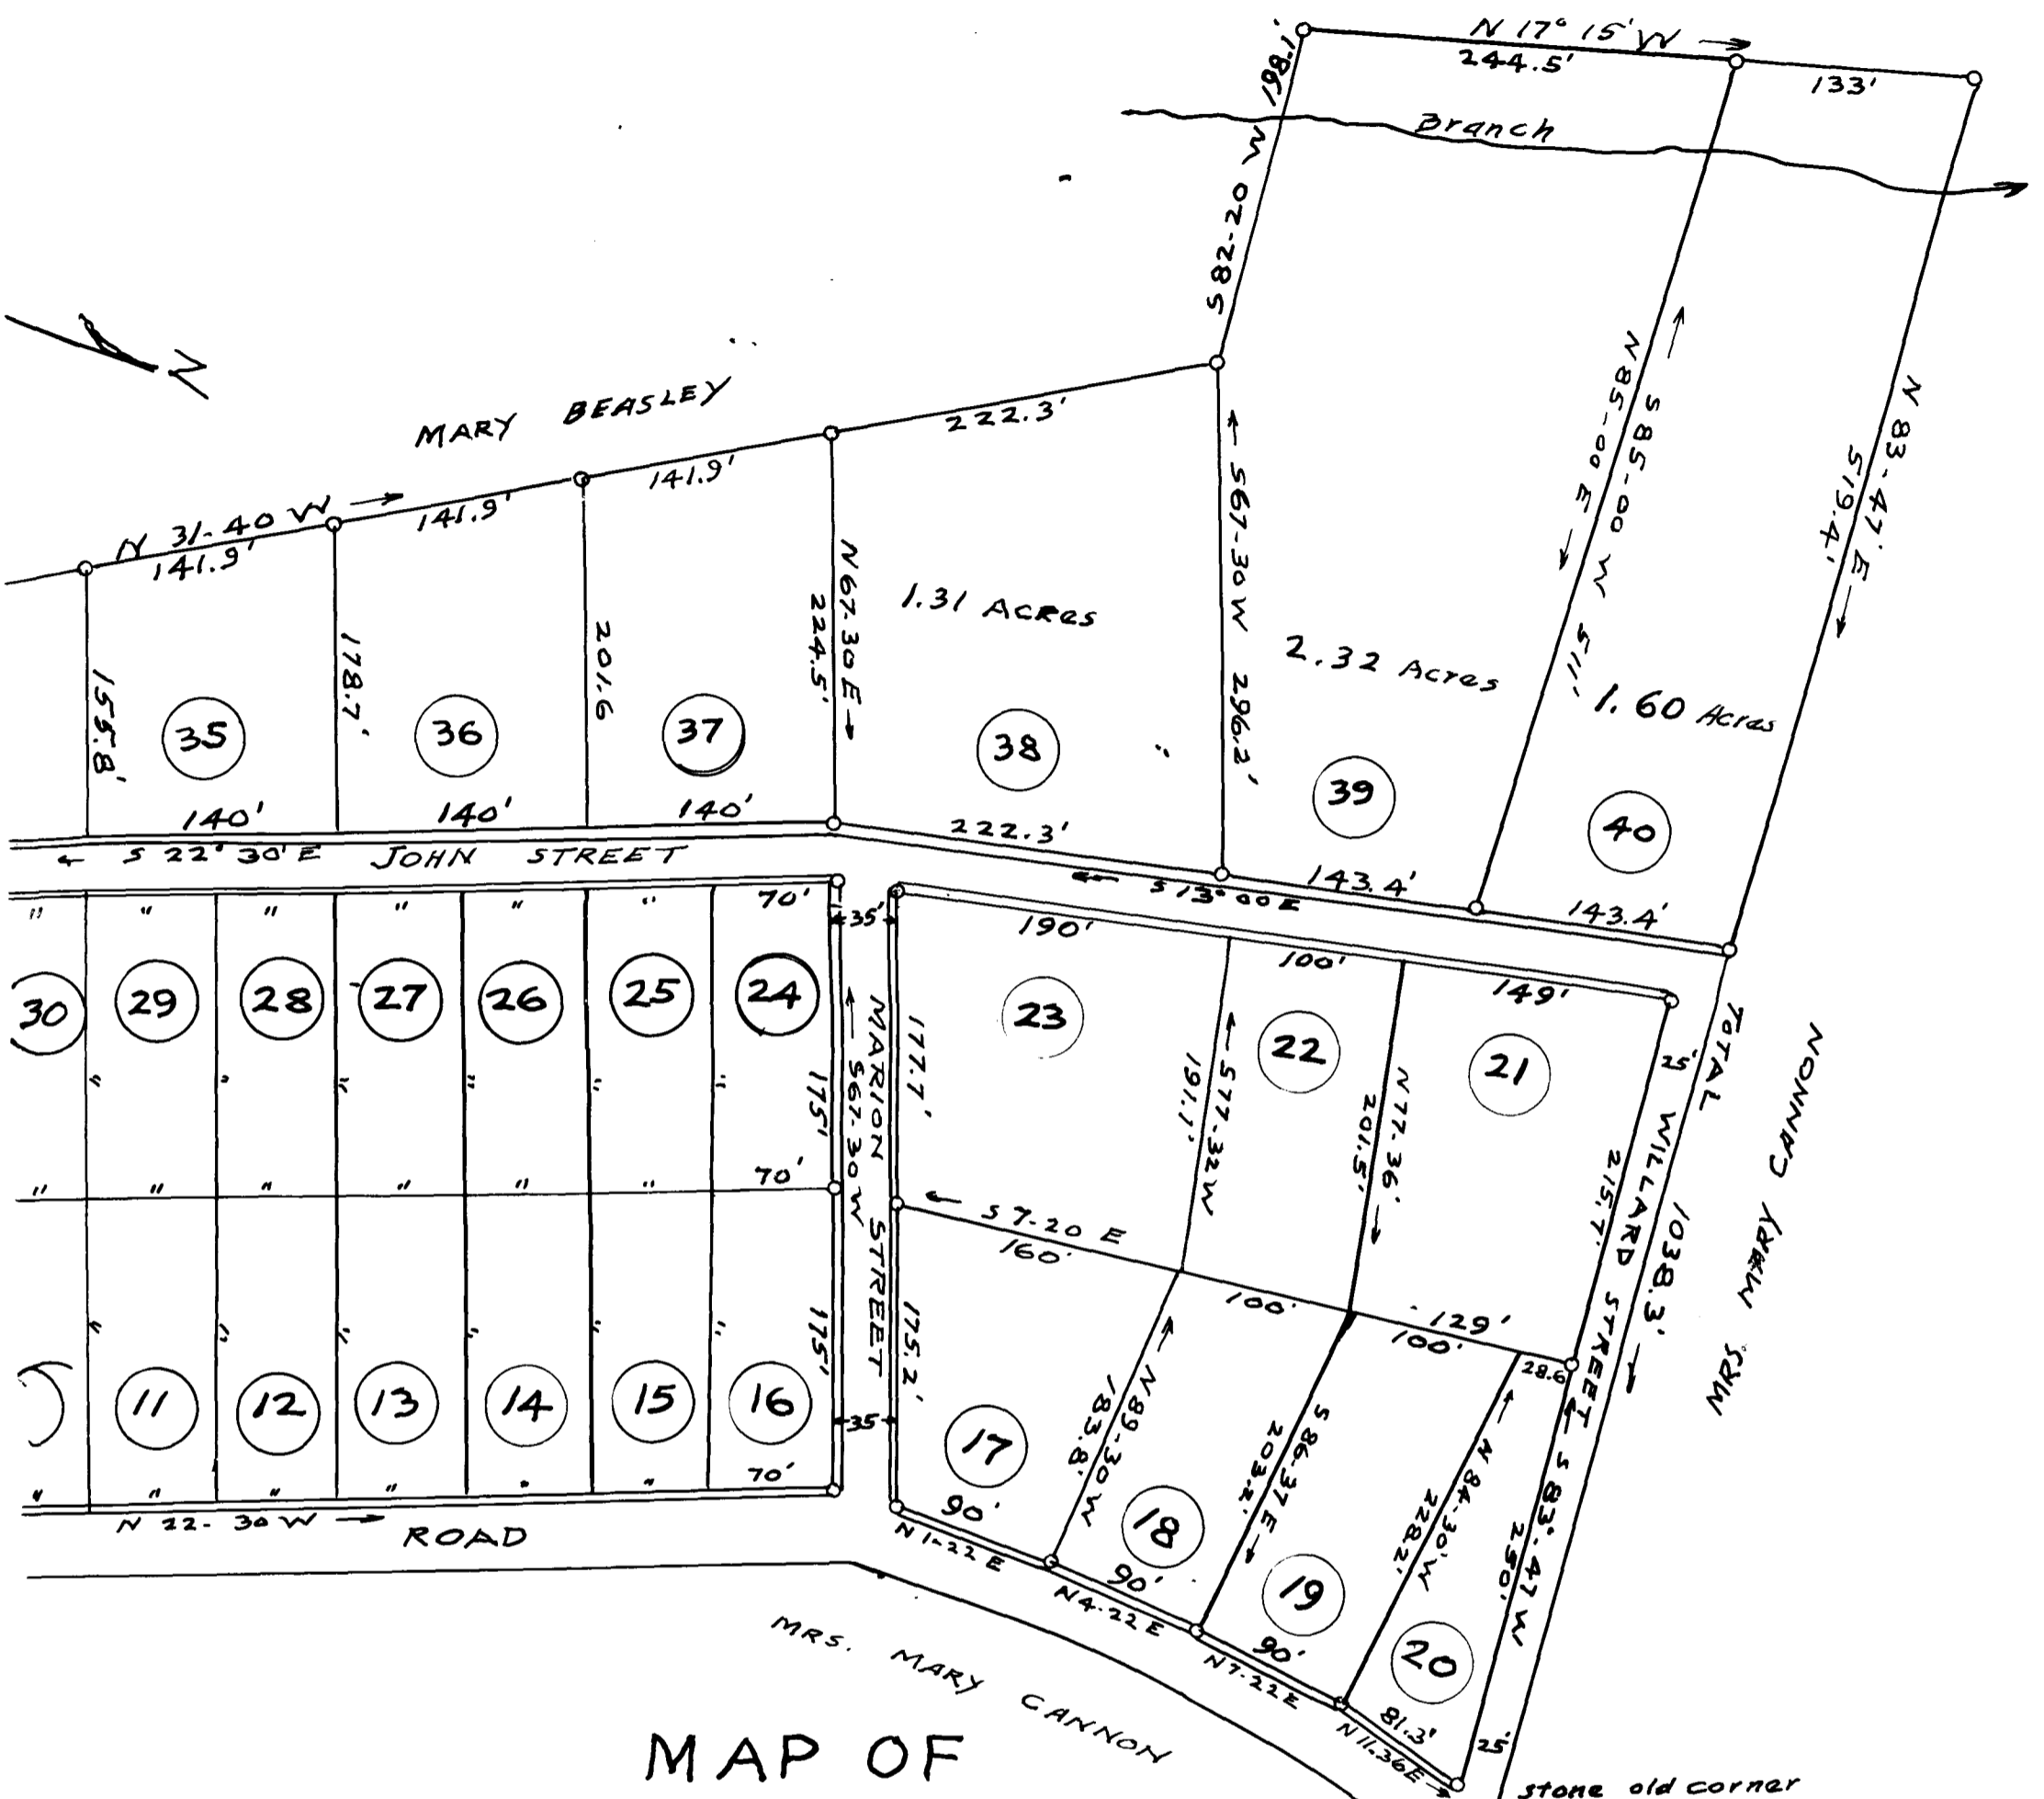 N 17° 15' W
244.5'
133'
198.1'
Branch
S 82-20 W
N
MARY BEASLEY
222.3'
141.9'
141.9'
N 31-40 W
141.9'
N 67-30 E
224.5'
S67-30W 296.2'
N 85-00 E
S 85-00 W 511'
N 83-47' E
519.4'
1.31 Acres
2.32 Acres
1.60 Acres
155.8'
178.7'
201.6
35
36
37
38
39
40
140'
140'
140'
222.3'
143.4'
143.4'
S 22° 30' E JOHN STREET
S 13° 00 E
" " " " " " 70'
35'
190'
100'
149'
30
29
28
27
26
25
24
23
22
21
25'
" " " " " "
175'
S67-30W
MARION STREET
177.7'
191.1'
S 77-32 W
N 77-36'
201.5'
215.7'
WILLARD STREET
TOTAL 1038.3'
MRS. MARY CANNON
" " " " " " 70'
S 7-20 E
160'
100'
129'
100'
28.6
" " " " " "
175'
175.2'
35
183.8'
N 89-30 W
S 86-37 E
203.2'
N 84-30' W
228.2'
S 83°-47 W
250'
11
12
13
14
15
16
17
18
19
20
" " " " " " 70'
90'
90'
90'
81.3'
25'
N 22-30 W
ROAD
N 1-22 E
N 4-22 E
N 7-22 E
N 11-36 E
MRS. MARY CANNON
MAP OF
stone old corner